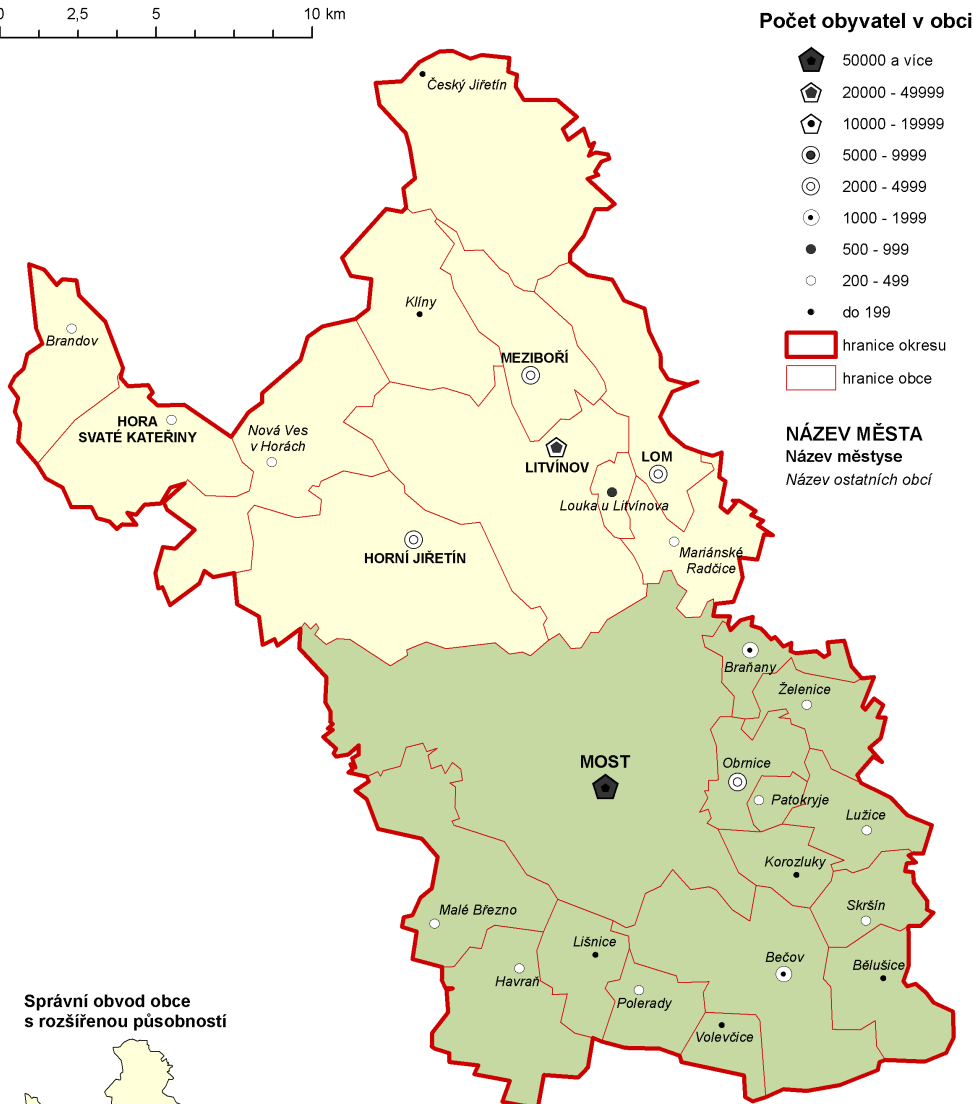 0 2,5 5 10 km
Počet obyvatel v obci
50000 a více
20000 - 49999
10000 - 19999
5000 - 9999
2000 - 4999
1000 - 1999
500 - 999
200 - 499
do 199
hranice okresu
hranice obce
NÁZEV MĚSTA
Název městyse
Název ostatních obcí
Český Jiřetín
Klíny
Brandov
MEZIBOŘÍ
HORA
SVATÉ KATEŘINY
Nová Ves
v Horách
LITVÍNOV
LOM
Louka u Litvínova
HORNÍ JIŘETÍN
Mariánské
Radčice
Braňany
Želenice
MOST
Obrnice
Patokryje
Lužice
Korozluky
Malé Březno
Skršín
Lišnice
Bečov
Bělušice
Havraň
Polerady
Volevčice
Správní obvod obce
s rozšířenou působností